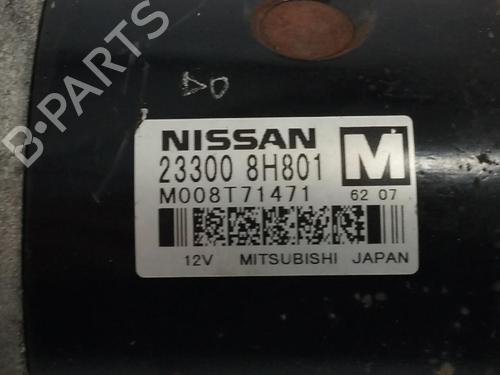 B-PARTS
NISSAN
M
23300 8H801
M008T71471
62 07
12V MITSUBISHI JAPAN